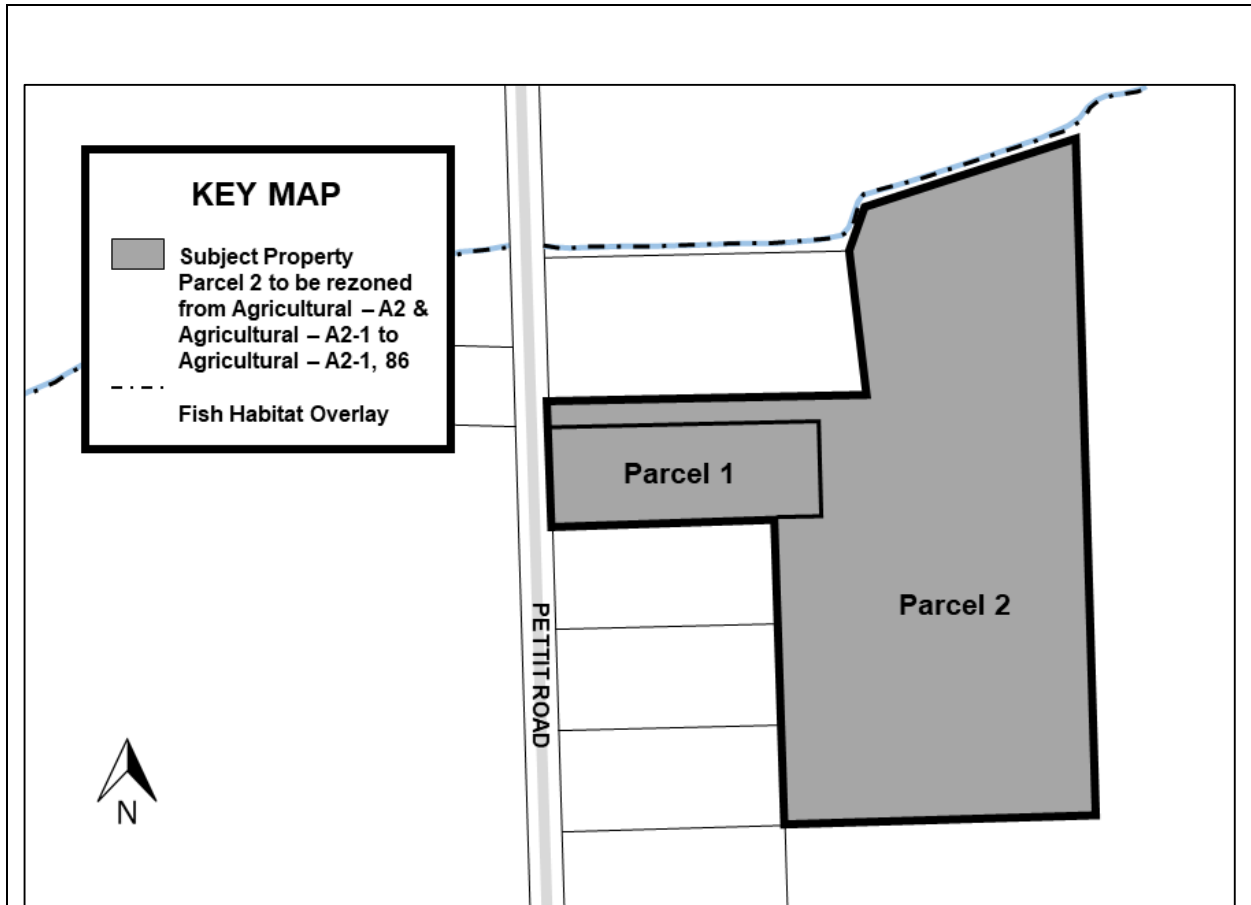 KEY MAP
Subject Property
Parcel 2 to be rezoned
from Agricultural – A2 &
Agricultural – A2-1 to
Agricultural – A2-1, 86
Fish Habitat Overlay
Parcel 1
Parcel 2
PETTIT ROAD
N